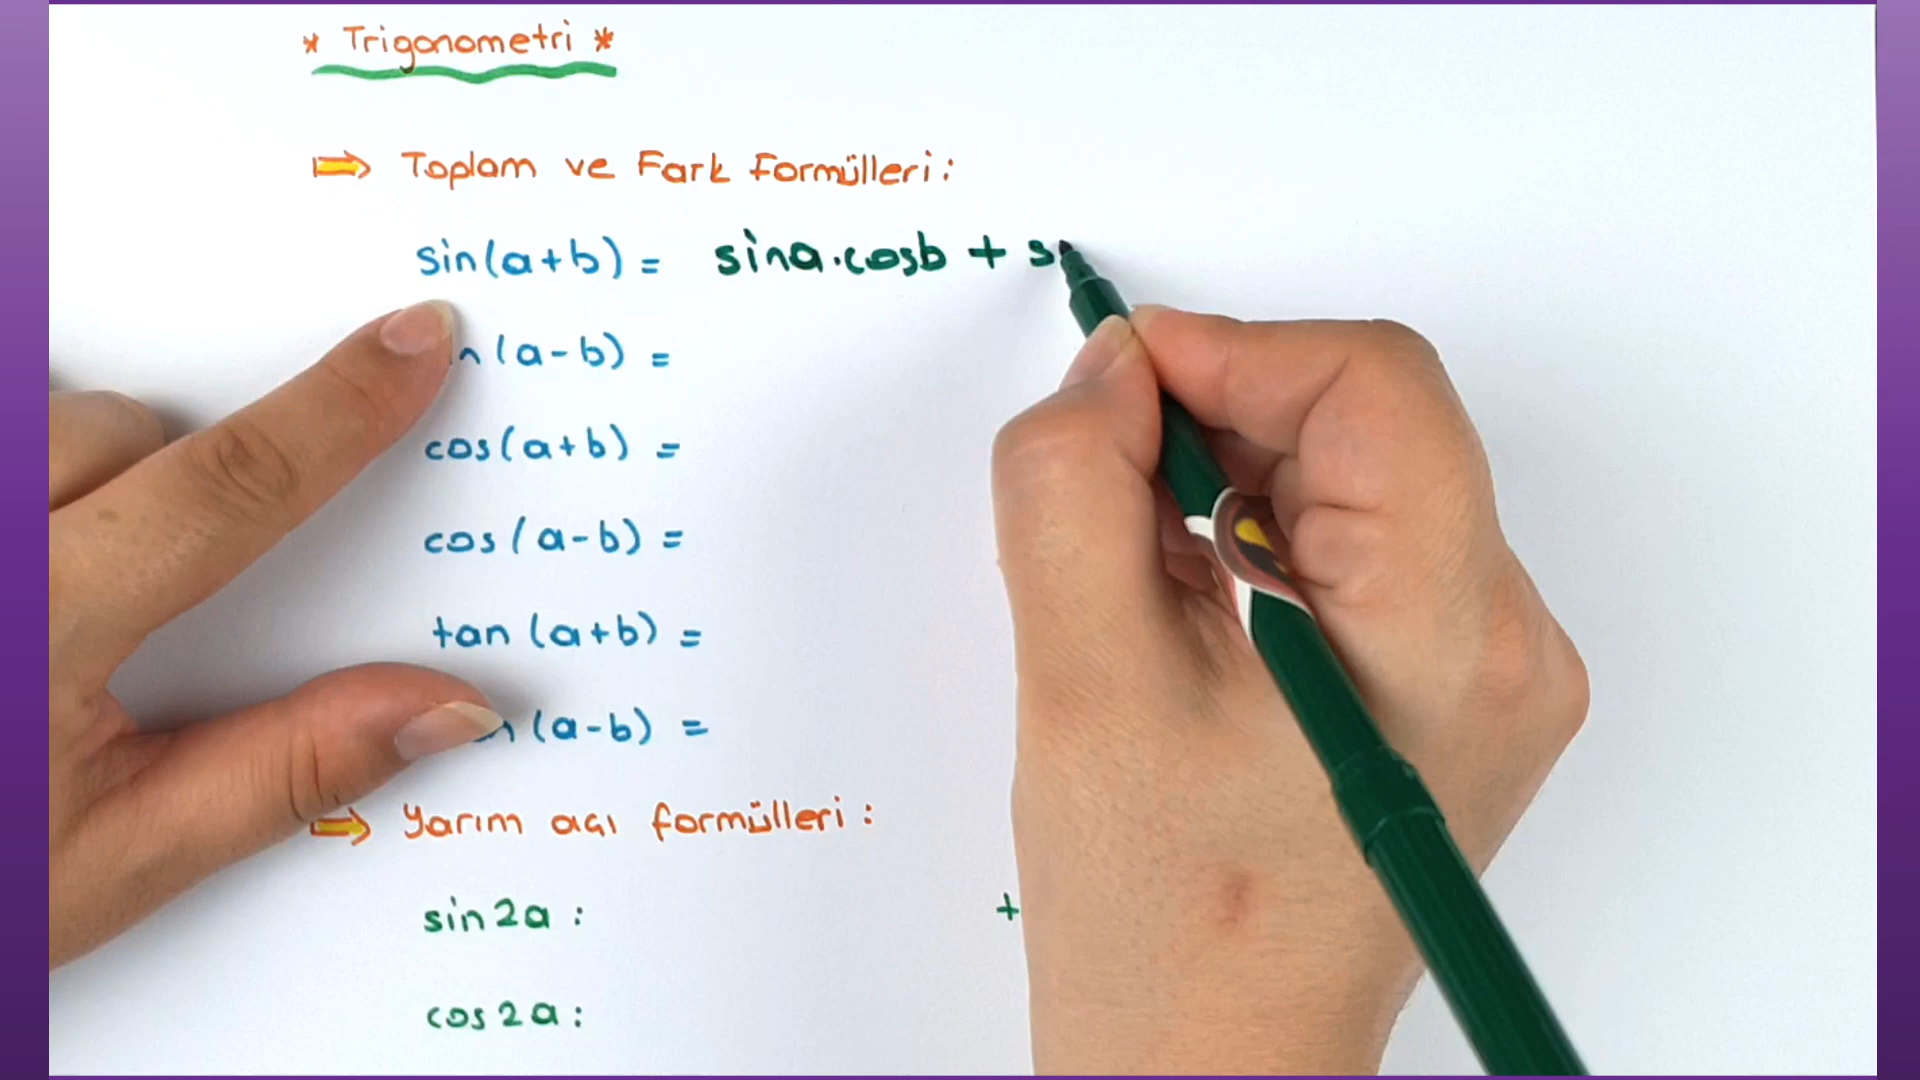 * Trigonometri *
Toplam ve Fark Formülleri:
sin(a+b) = sina.cosb + s
(a-b) =
cos(a+b) =
cos(a-b) =
tan(a+b) =
(a-b) =
Yarım açı formülleri:
sin2a: +
cos2a: